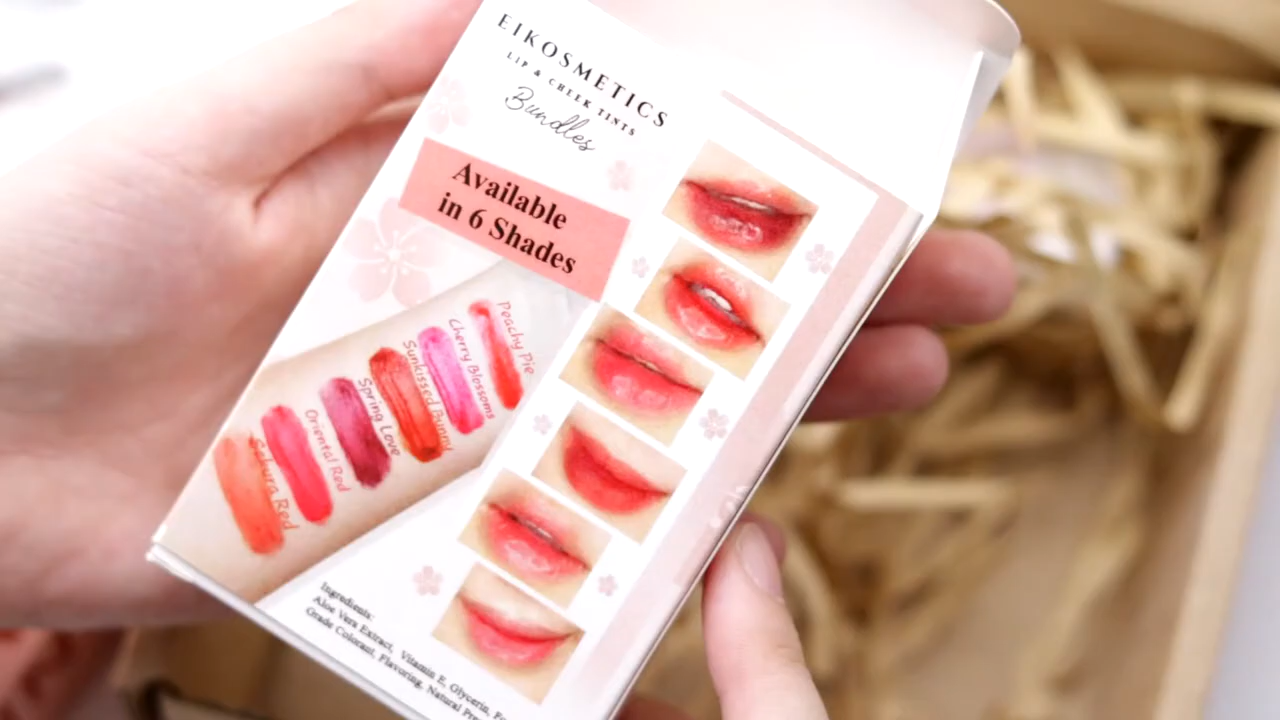 EIKOSMETICS
LIP & CHEEK TINTS
Bundles
Available
in 6 Shades
Peachy Pie
Cherry Blossoms
Sunkissed Bunny
Spring Love
Oriental Red
Sakura Red
Ingredients:
Aloe Vera Extract, Vitamin E, Glycerin,
Grade Colorant, Flavoring, Natural